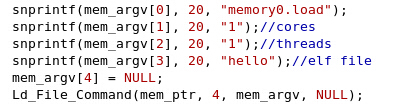 snprintf(mem_argv[0], 20, "memory0.load");
snprintf(mem_argv[1], 20, "1");//cores
snprintf(mem_argv[2], 20, "1");//threads
snprintf(mem_argv[3], 20, "hello");//elf file
mem_argv[4] = NULL;
Ld_File_Command(mem_ptr, 4, mem_argv, NULL);